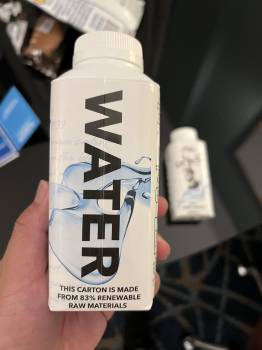 WATER
THIS CARTON IS MADE
FROM 83% RENEWABLE
RAW MATERIALS